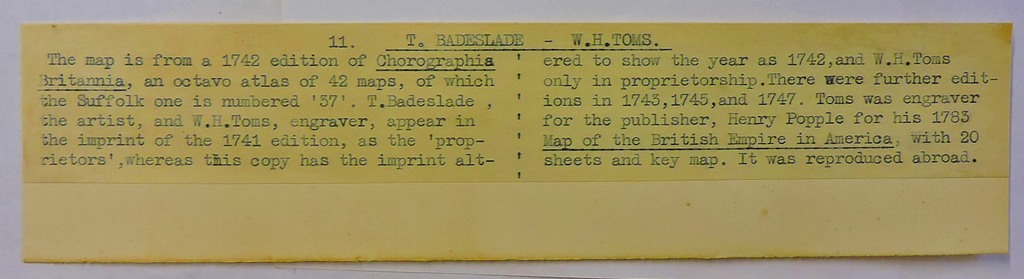 11. T. BADESLADE - W.H.TOMS.
The map is from a 1742 edition of Chorographia
Britannia, an octavo atlas of 42 maps, of which
the Suffolk one is numbered '37'. T.Badeslade ,
the artist, and W.H.Toms, engraver, appear in
the imprint of the 1741 edition, as the 'prop-
rietors',whereas this copy has the imprint alt-
ered to show the year as 1742,and W.H.Toms
only in proprietorship.There were further edit-
ions in 1743,1745,and 1747. Toms was engraver
for the publisher, Henry Popple for his 1783
Map of the British Empire in America, with 20
sheets and key map. It was reproduced abroad.